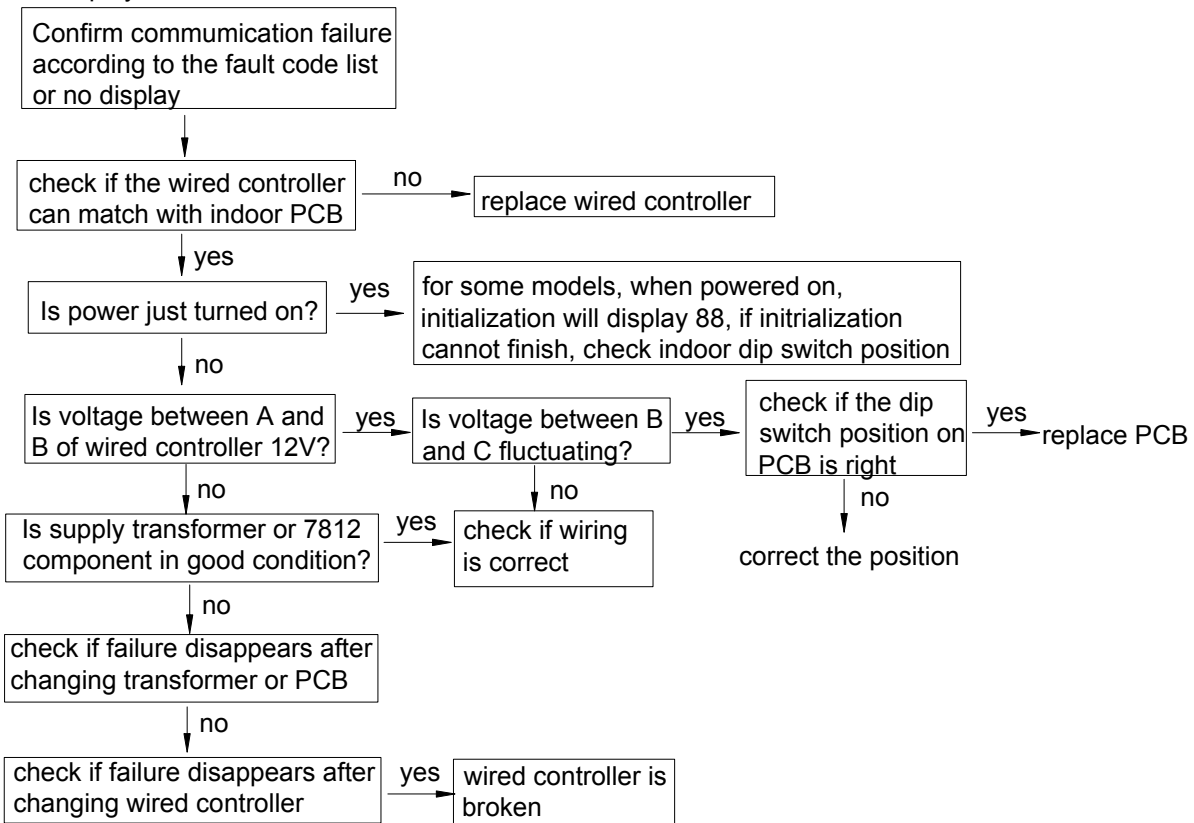 Confirm commumication failure
according to the fault code list
or no display
check if the wired controller
can match with indoor PCB
no
replace wired controller
yes
Is power just turned on?
yes
for some models, when powered on,
initialization will display 88, if initrialization
cannot finish, check indoor dip switch position
no
Is voltage between A and
B of wired controller 12V?
yes
Is voltage between B
and C fluctuating?
yes
check if the dip
switch position on
PCB is right
yes
replace PCB
no
no
no
Is supply transformer or 7812
component in good condition?
yes
check if wiring
is correct
correct the position
no
check if failure disappears after
changing transformer or PCB
no
check if failure disappears after
changing wired controller
yes
wired controller is
broken